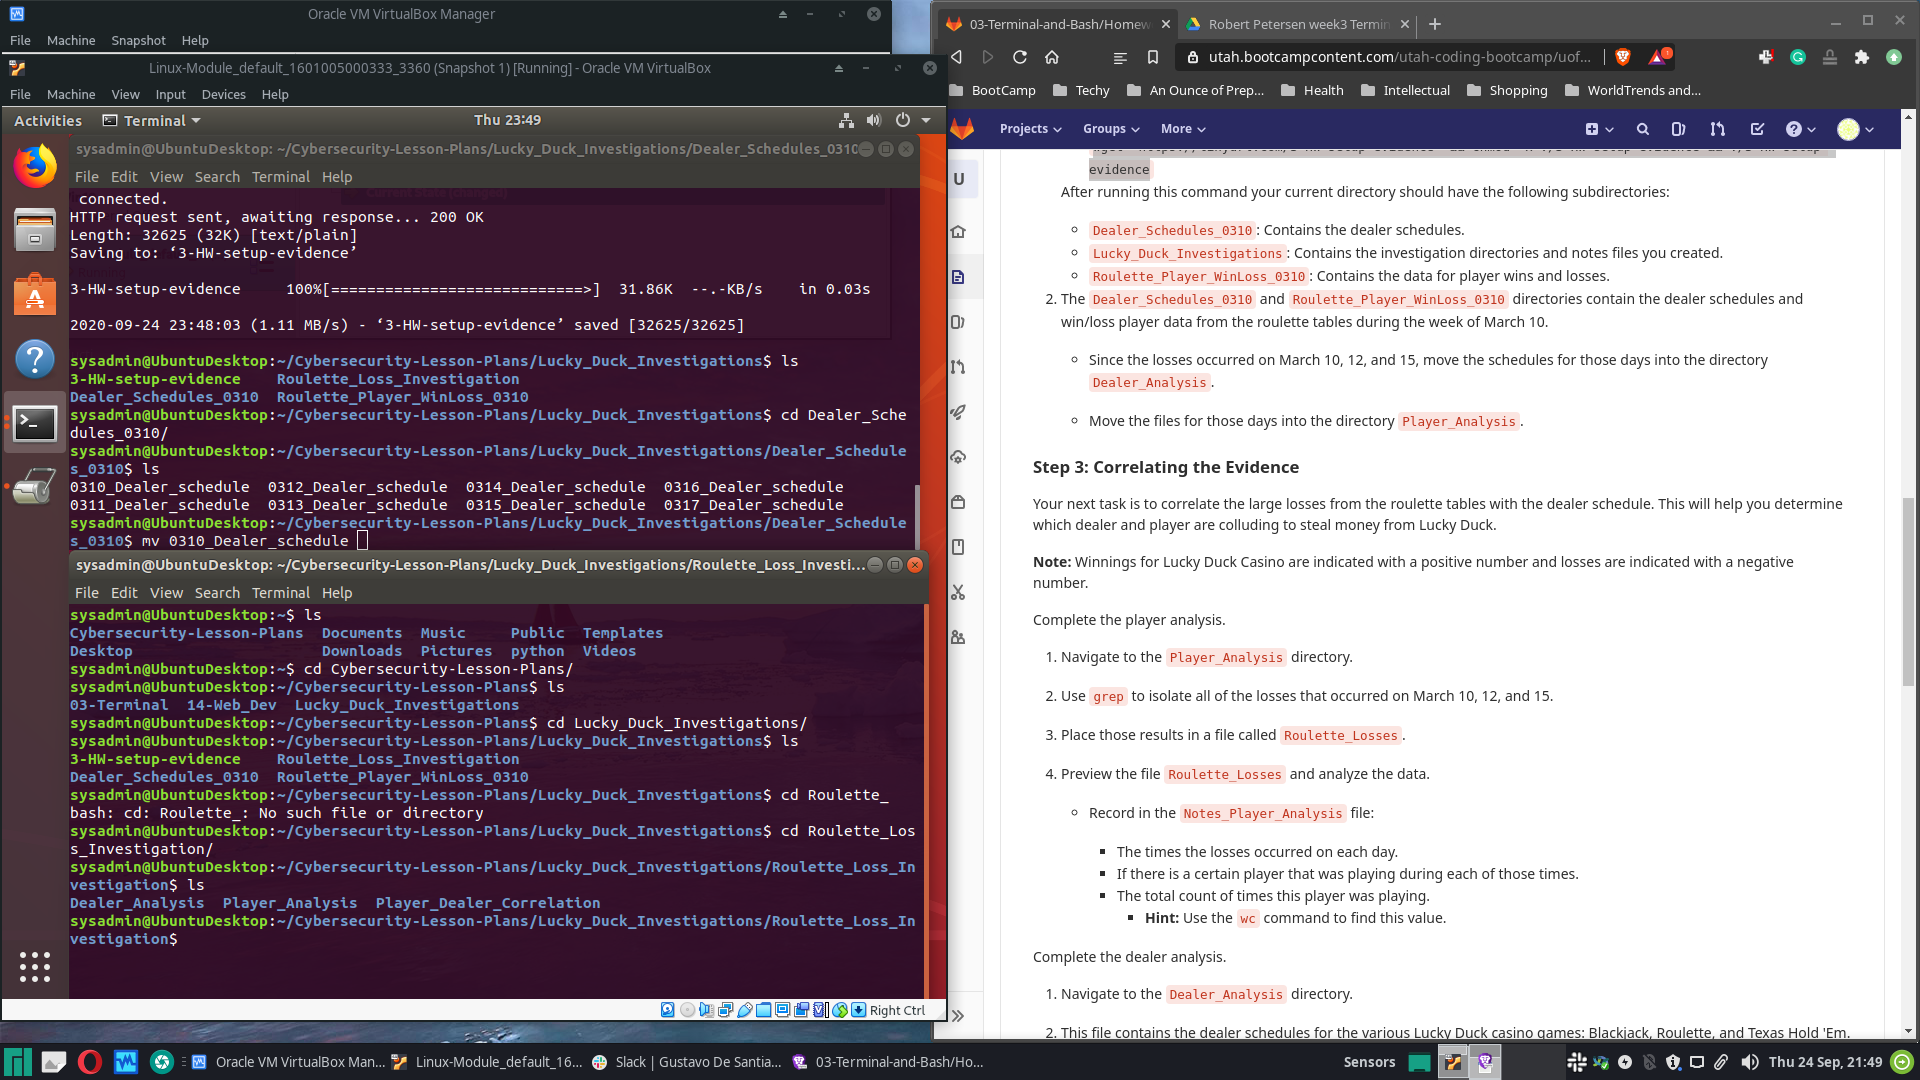 Oracle VM VirtualBox Manager
File Machine Snapshot Help
Linux-Module_default_1601005000333_3360 (Snapshot 1) [Running] - Oracle VM VirtualBox
File Machine View Input Devices Help
Activities Terminal Thu 23:49
sysadmin@UbuntuDesktop: ~/Cybersecurity-Lesson-Plans/Lucky_Duck_Investigations/Dealer_Schedules_0310
File Edit View Search Terminal Help
connected.
HTTP request sent, awaiting response... 200 OK
Length: 32625 (32K) [text/plain]
Saving to: ‘3-HW-setup-evidence’
3-HW-setup-evidence 100%[============================>] 31.86K --.-KB/s in 0.03s
2020-09-24 23:48:03 (1.11 MB/s) - ‘3-HW-setup-evidence’ saved [32625/32625]
sysadmin@UbuntuDesktop:~/Cybersecurity-Lesson-Plans/Lucky_Duck_Investigations$ ls
3-HW-setup-evidence Roulette_Loss_Investigation
Dealer_Schedules_0310 Roulette_Player_WinLoss_0310
sysadmin@UbuntuDesktop:~/Cybersecurity-Lesson-Plans/Lucky_Duck_Investigations$ cd Dealer_Sche
dules_0310/
sysadmin@UbuntuDesktop:~/Cybersecurity-Lesson-Plans/Lucky_Duck_Investigations/Dealer_Schedule
s_0310$ ls
0310_Dealer_schedule 0312_Dealer_schedule 0314_Dealer_schedule 0316_Dealer_schedule
0311_Dealer_schedule 0313_Dealer_schedule 0315_Dealer_schedule 0317_Dealer_schedule
sysadmin@UbuntuDesktop:~/Cybersecurity-Lesson-Plans/Lucky_Duck_Investigations/Dealer_Schedule
s_0310$ mv 0310_Dealer_schedule
sysadmin@UbuntuDesktop: ~/Cybersecurity-Lesson-Plans/Lucky_Duck_Investigations/Roulette_Loss_Investi...
File Edit View Search Terminal Help
sysadmin@UbuntuDesktop:~$ ls
Cybersecurity-Lesson-Plans Documents Music Public Templates
Desktop Downloads Pictures python Videos
sysadmin@UbuntuDesktop:~$ cd Cybersecurity-Lesson-Plans/
sysadmin@UbuntuDesktop:~/Cybersecurity-Lesson-Plans$ ls
03-Terminal 14-Web_Dev Lucky_Duck_Investigations
sysadmin@UbuntuDesktop:~/Cybersecurity-Lesson-Plans$ cd Lucky_Duck_Investigations/
sysadmin@UbuntuDesktop:~/Cybersecurity-Lesson-Plans/Lucky_Duck_Investigations$ ls
3-HW-setup-evidence Roulette_Loss_Investigation
Dealer_Schedules_0310 Roulette_Player_WinLoss_0310
sysadmin@UbuntuDesktop:~/Cybersecurity-Lesson-Plans/Lucky_Duck_Investigations$ cd Roulette_
bash: cd: Roulette_: No such file or directory
sysadmin@UbuntuDesktop:~/Cybersecurity-Lesson-Plans/Lucky_Duck_Investigations$ cd Roulette_Los
s_Investigation/
sysadmin@UbuntuDesktop:~/Cybersecurity-Lesson-Plans/Lucky_Duck_Investigations/Roulette_Loss_In
vestigation$ ls
Dealer_Analysis Player_Analysis Player_Dealer_Correlation
sysadmin@UbuntuDesktop:~/Cybersecurity-Lesson-Plans/Lucky_Duck_Investigations/Roulette_Loss_In
vestigation$
Right Ctrl
03-Terminal-and-Bash/Homew Robert Petersen week3 Termin
utah.bootcampcontent.com/utah-coding-bootcamp/uof...
BootCamp Techy An Ounce of Prep... Health Intellectual Shopping WorldTrends and...
Projects Groups More
U
evidence
After running this command your current directory should have the following subdirectories:
Dealer_Schedules_0310: Contains the dealer schedules.
Lucky_Duck_Investigations: Contains the investigation directories and notes files you created.
Roulette_Player_WinLoss_0310: Contains the data for player wins and losses.
2. The Dealer_Schedules_0310 and Roulette_Player_WinLoss_0310 directories contain the dealer schedules and
win/loss player data from the roulette tables during the week of March 10.
Since the losses occurred on March 10, 12, and 15, move the schedules for those days into the directory
Dealer_Analysis.
Move the files for those days into the directory Player_Analysis.
Step 3: Correlating the Evidence
Your next task is to correlate the large losses from the roulette tables with the dealer schedule. This will help you determine
which dealer and player are colluding to steal money from Lucky Duck.
Note: Winnings for Lucky Duck Casino are indicated with a positive number and losses are indicated with a negative
number.
Complete the player analysis.
1. Navigate to the Player_Analysis directory.
2. Use grep to isolate all of the losses that occurred on March 10, 12, and 15.
3. Place those results in a file called Roulette_Losses.
4. Preview the file Roulette_Losses and analyze the data.
Record in the Notes_Player_Analysis file:
The times the losses occurred on each day.
If there is a certain player that was playing during each of those times.
The total count of times this player was playing.
Hint: Use the wc command to find this value.
Complete the dealer analysis.
1. Navigate to the Dealer_Analysis directory.
2. This file contains the dealer schedules for the various Lucky Duck casino games: Blackjack, Roulette, and Texas Hold 'Em.
Oracle VM VirtualBox Man... Linux-Module_default_16... Slack | Gustavo De Santia... 03-Terminal-and-Bash/Ho... Sensors Thu 24 Sep, 21:49